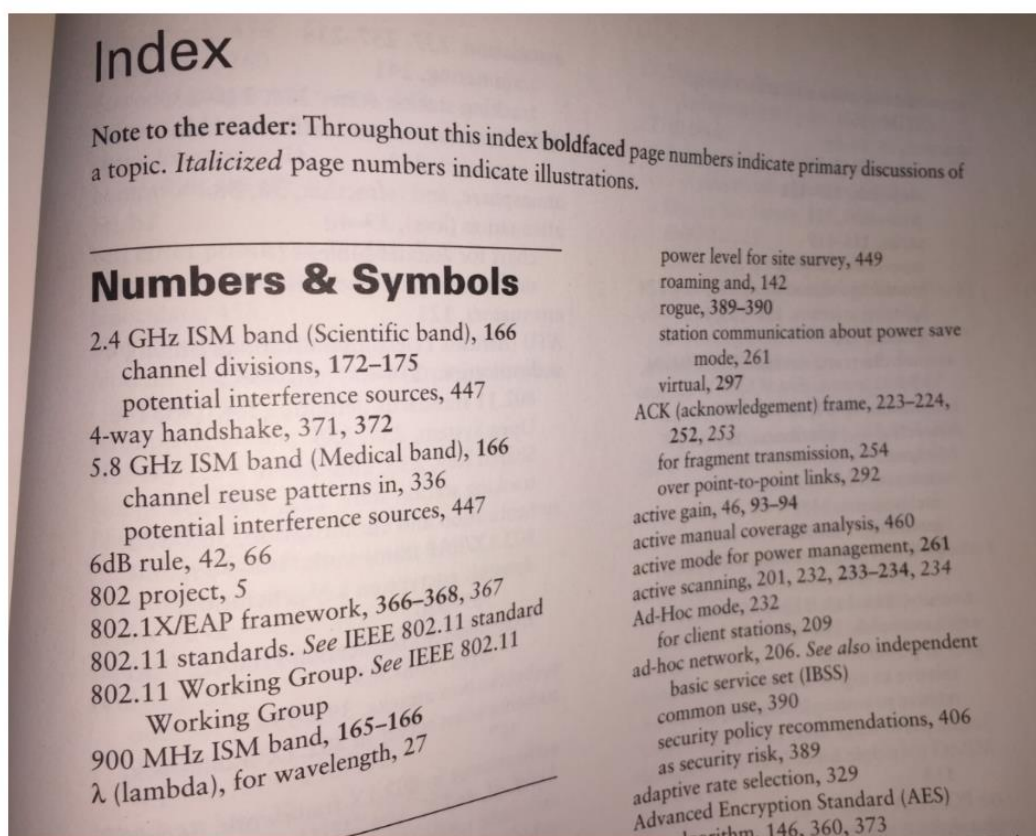 Index
Note to the reader: Throughout this index boldfaced page numbers indicate primary discussions of
a topic. Italicized page numbers indicate illustrations.
Numbers & Symbols
2.4 GHz ISM band (Scientific band), 166
channel divisions, 172–175
potential interference sources, 447
4-way handshake, 371, 372
5.8 GHz ISM band (Medical band), 166
channel reuse patterns in, 336
potential interference sources, 447
6dB rule, 42, 66
802 project, 5
802.1X/EAP framework, 366–368, 367
802.11 standards. See IEEE 802.11 standard
802.11 Working Group. See IEEE 802.11
Working Group
900 MHz ISM band, 165–166
λ (lambda), for wavelength, 27
power level for site survey, 449
roaming and, 142
rogue, 389–390
station communication about power save
mode, 261
virtual, 297
ACK (acknowledgement) frame, 223–224,
252, 253
for fragment transmission, 254
over point-to-point links, 292
active gain, 46, 93–94
active manual coverage analysis, 460
active mode for power management, 261
active scanning, 201, 232, 233–234, 234
Ad-Hoc mode, 232
for client stations, 209
ad-hoc network, 206. See also independent
basic service set (IBSS)
common use, 390
security policy recommendations, 406
as security risk, 389
adaptive rate selection, 329
Advanced Encryption Standard (AES)
146, 360, 373